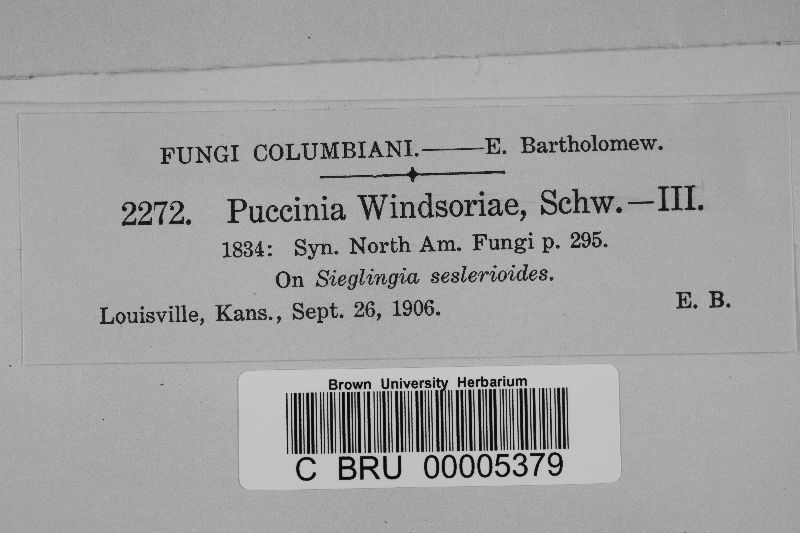 FUNGI COLUMBIANI.——E. Bartholomew.
2272. Puccinia Windsoriae, Schw.—III.
1834: Syn. North Am. Fungi p. 295.
On Sieglingia seslerioides.
Louisville, Kans., Sept. 26, 1906. E. B.
Brown University Herbarium
C BRU 00005379